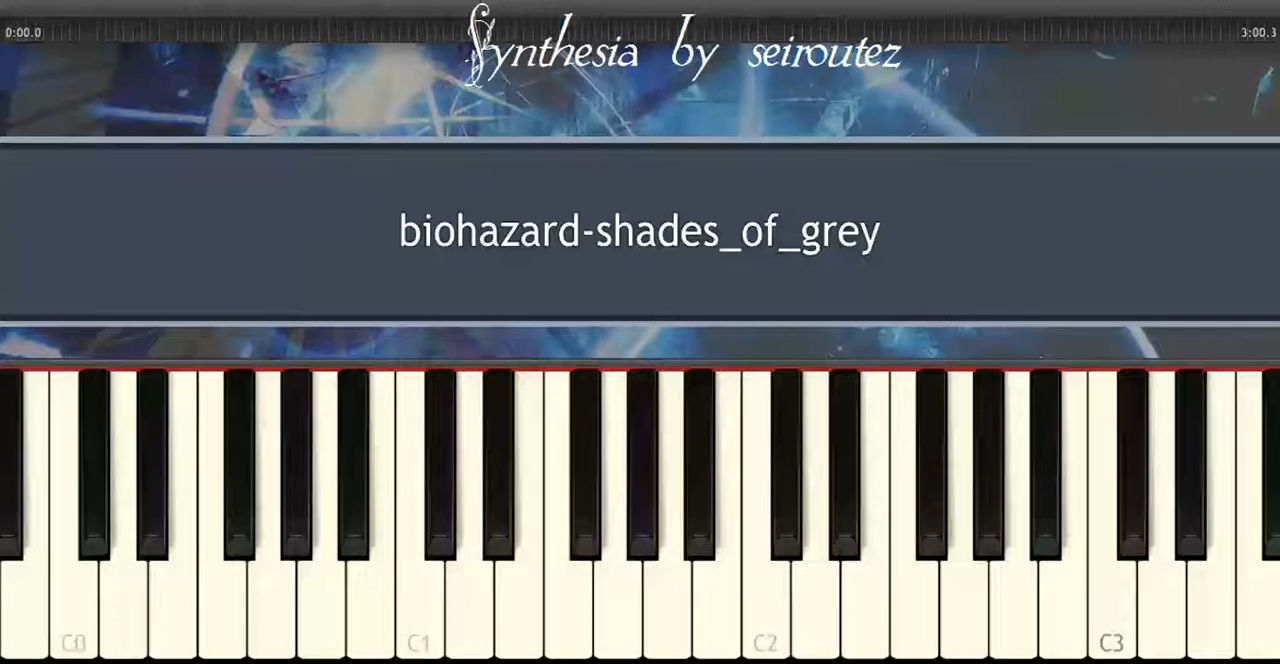 0:00.0
3:00.3
Synthesia by seiroutez
biohazard-shades_of_grey
C0 C1 C2 C3